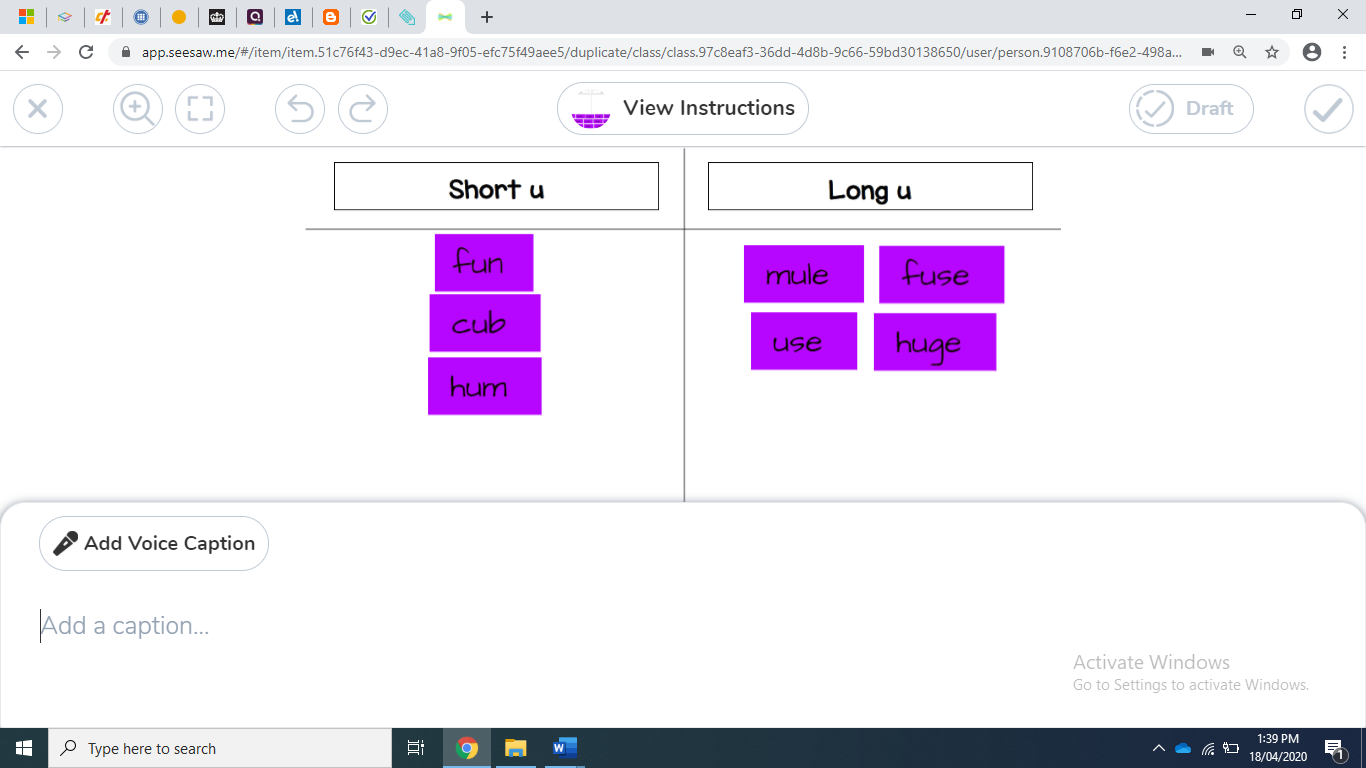 app.seesaw.me/#/item/item.51c76f43-d9ec-41a8-9f05-efc75f49aee5/duplicate/class/class.97c8eaf3-36dd-4d8b-9c66-59bd30138650/user/person.9108706b-f6e2-498a...
View Instructions
Draft
Short u
Long u
fun
cub
hum
mule fuse
use huge
Add Voice Caption
Add a caption...
Activate Windows
Go to Settings to activate Windows.
Type here to search
1:39 PM
18/04/2020
1